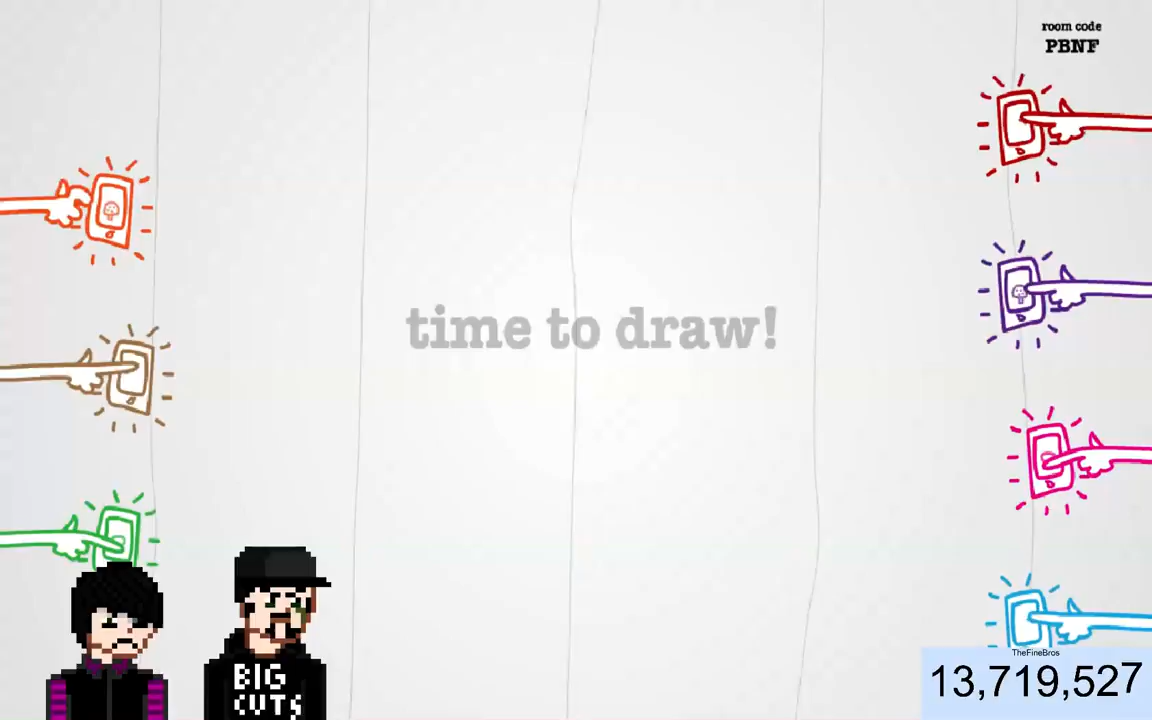 room code
PBNF
time to draw!
BIG
CUTS
TheFineBros
13,719,527